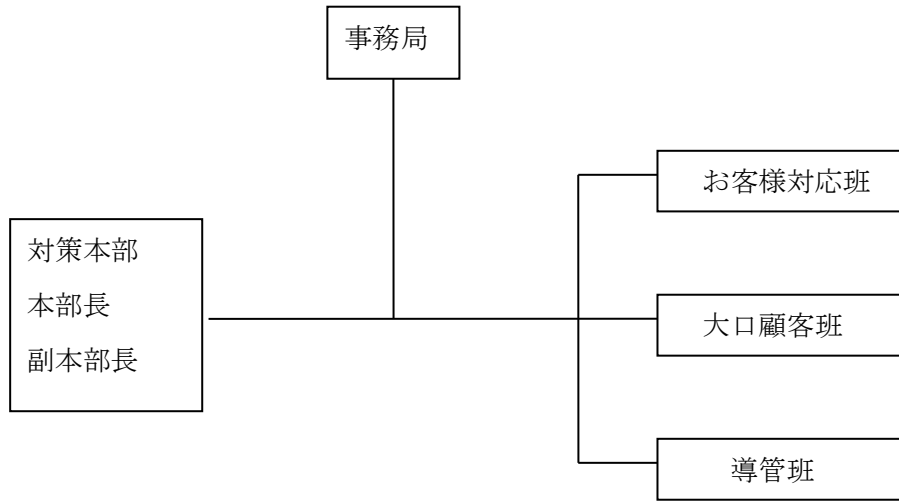 事務局
お客様対応班
対策本部
本部長
副本部長
大口顧客班
導管班